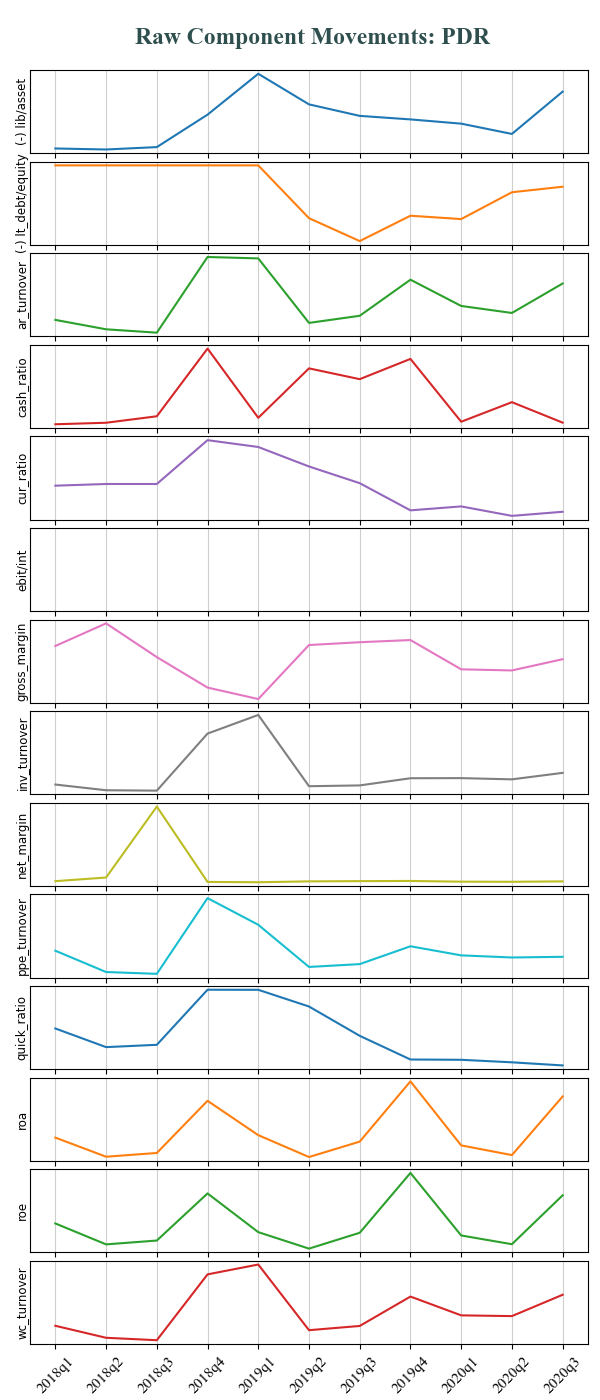 Raw Component Movements: PDR
(-) lib/asset
(-) lt_debt/equity
ar_turnover
cash_ratio
cur_ratio
ebit/int
gross_margin
inv_turnover
net_margin
ppe_turnover
quick_ratio
roa
roe
wc_turnover
2018q1 2018q2 2018q3 2018q4 2019q1 2019q2 2019q3 2019q4 2020q1 2020q2 2020q3